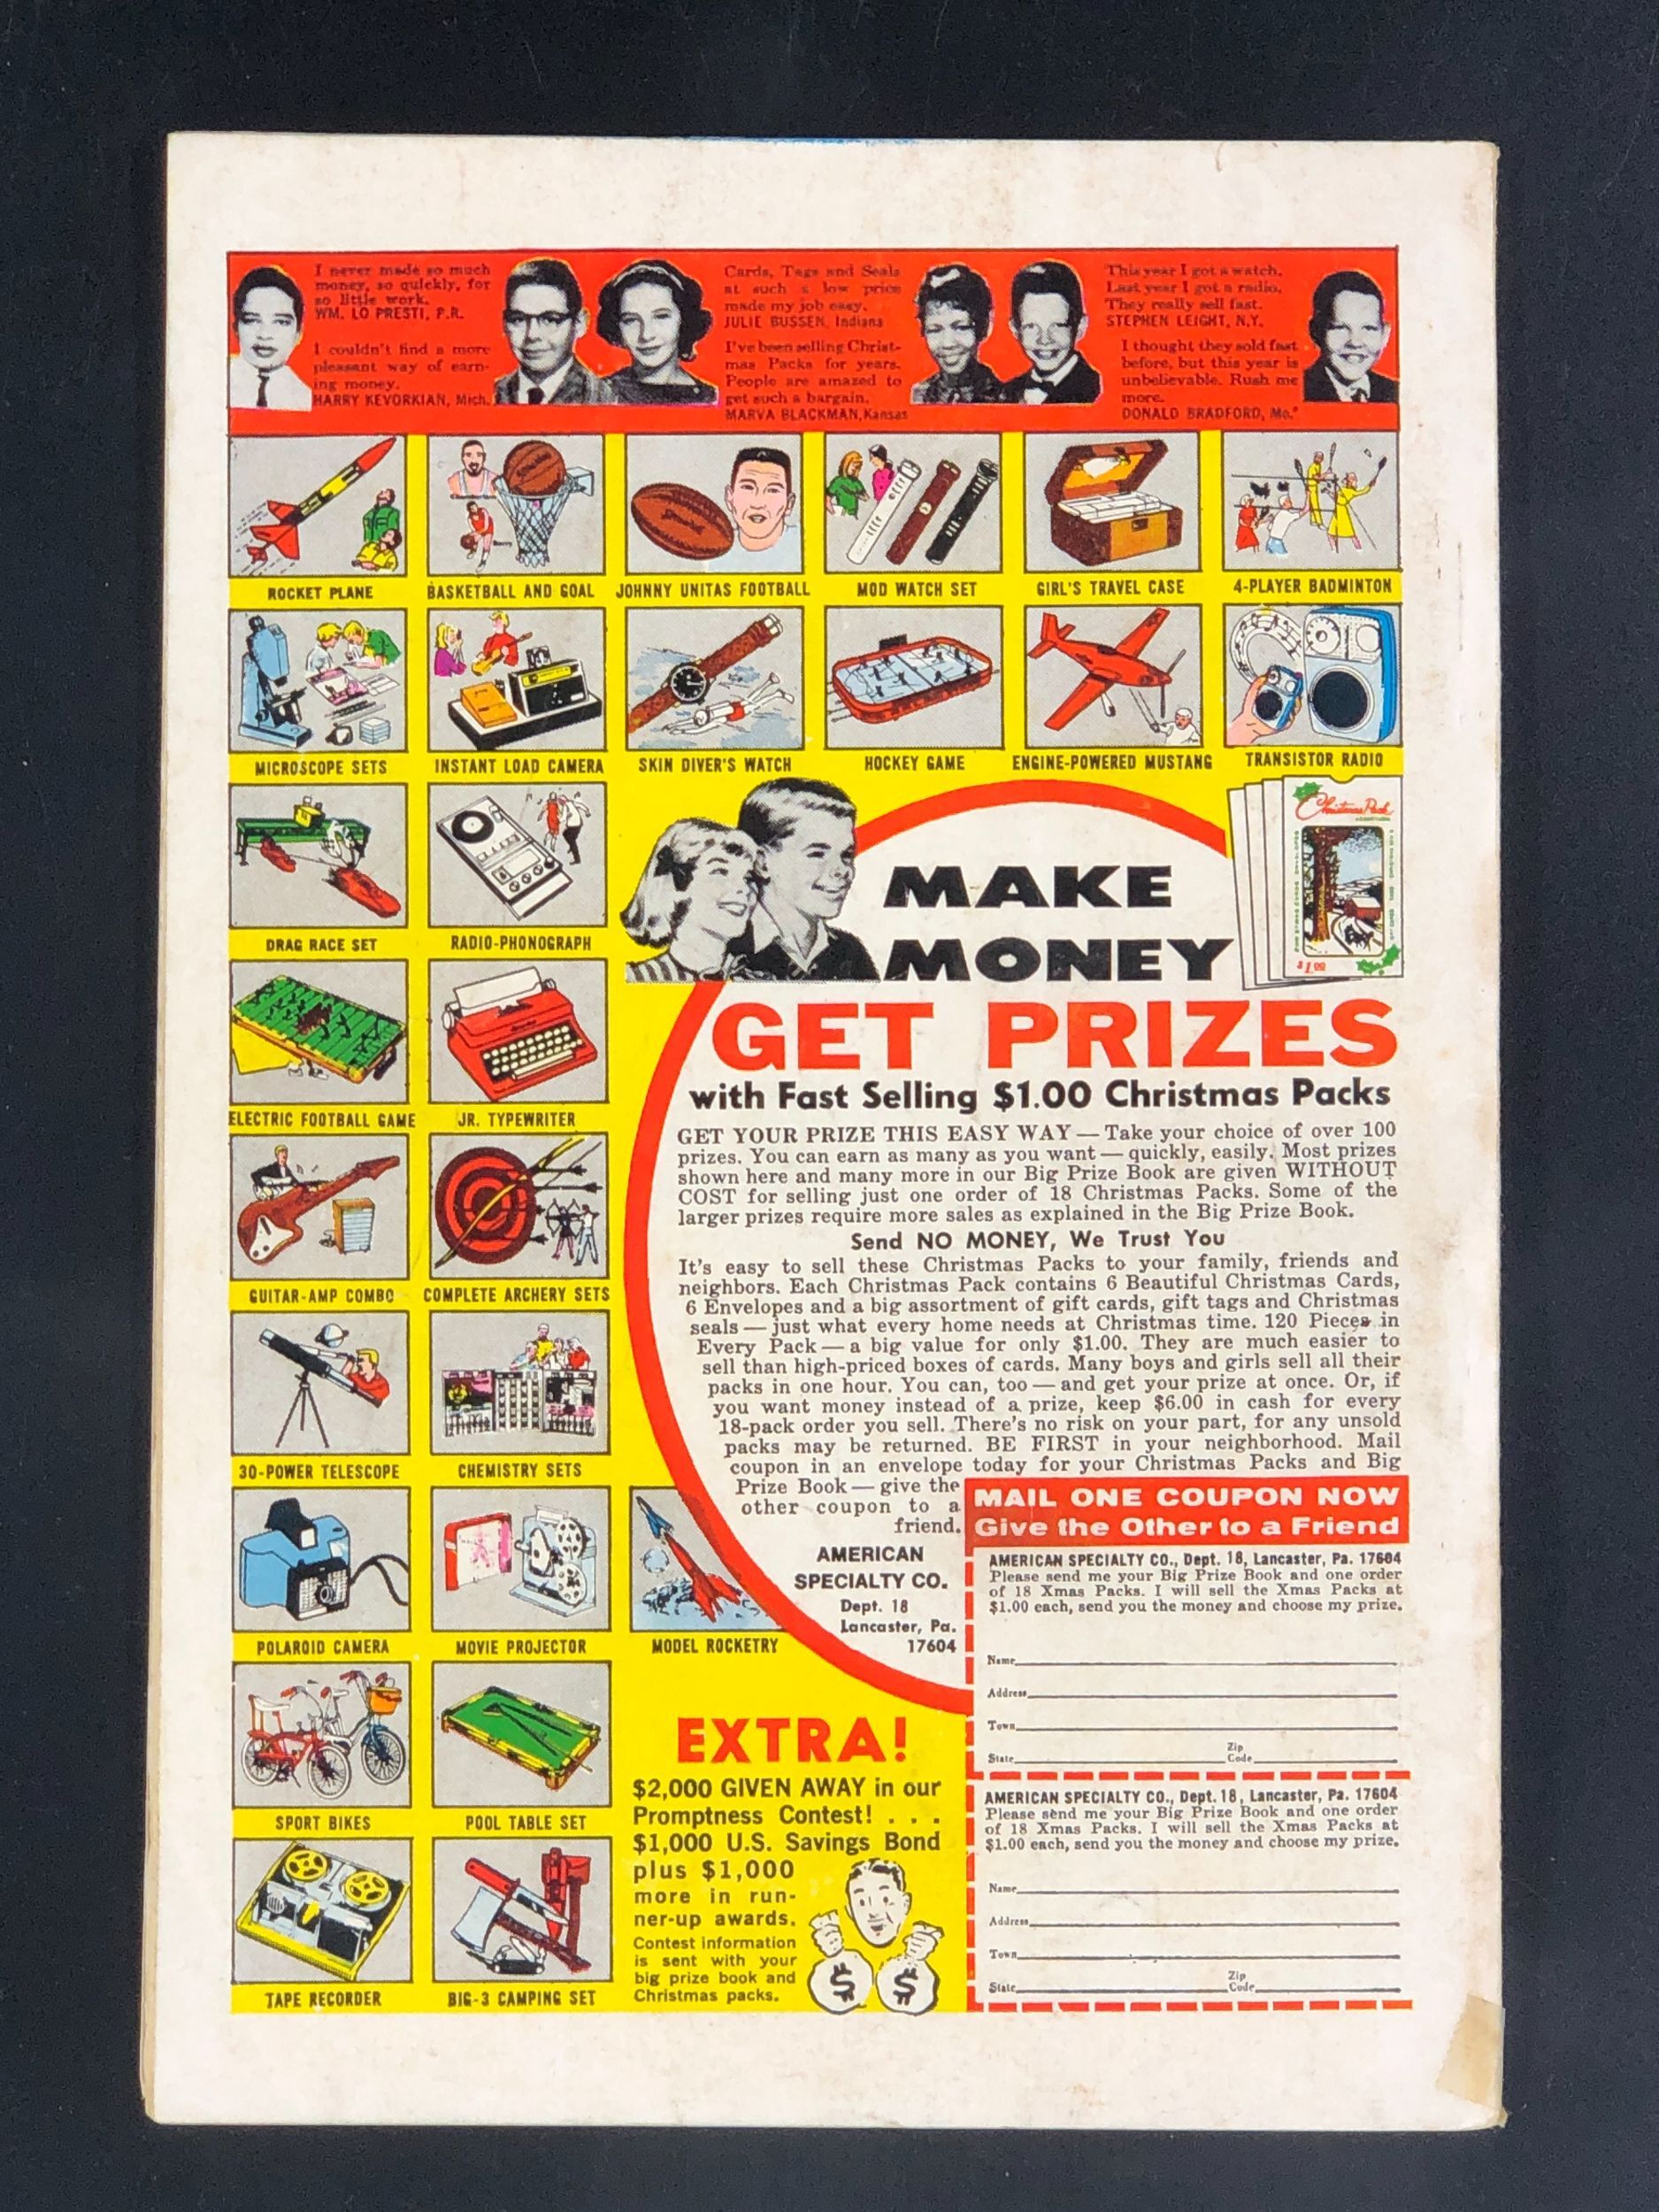 I never made so much
money, so quickly, for
so little work.
WM. LO PRESTI, P.R.
I couldn't find a more
pleasant way of earn-
ing money.
HARRY KEVORKIAN, Mich.
Cards, Tags and Seals
at such a low price
made my job easy.
JULIE BUSSEN, Indiana
I've been selling Christ-
mas Packs for years.
People are amazed to
get such a bargain.
MARVA BLACKMAN, Kansas
This year I got a watch.
Last year I got a radio.
They really sell fast.
STEPHEN LEIGHT, N.Y.
I thought they sold fast
before, but this year is
unbelievable. Rush me
more.
DONALD BRADFORD, Mo."
ROCKET PLANE
BASKETBALL AND GOAL
JOHNNY UNITAS FOOTBALL
MOD WATCH SET
GIRL'S TRAVEL CASE
4-PLAYER BADMINTON
MICROSCOPE SETS
INSTANT LOAD CAMERA
SKIN DIVER'S WATCH
HOCKEY GAME
ENGINE-POWERED MUSTANG
TRANSISTOR RADIO
DRAG RACE SET
RADIO-PHONOGRAPH
ELECTRIC FOOTBALL GAME
JR. TYPEWRITER
GUITAR-AMP COMBO
COMPLETE ARCHERY SETS
30-POWER TELESCOPE
CHEMISTRY SETS
POLAROID CAMERA
MOVIE PROJECTOR
MODEL ROCKETRY
SPORT BIKES
POOL TABLE SET
TAPE RECORDER
BIG-3 CAMPING SET
Christmas Pack
$1.00
MAKE
MONEY
GET PRIZES
with Fast Selling $1.00 Christmas Packs
GET YOUR PRIZE THIS EASY WAY — Take your choice of over 100
prizes. You can earn as many as you want — quickly, easily. Most prizes
shown here and many more in our Big Prize Book are given WITHOUT
COST for selling just one order of 18 Christmas Packs. Some of the
larger prizes require more sales as explained in the Big Prize Book.
Send NO MONEY, We Trust You
It's easy to sell these Christmas Packs to your family, friends and
neighbors. Each Christmas Pack contains 6 Beautiful Christmas Cards,
6 Envelopes and a big assortment of gift cards, gift tags and Christmas
seals — just what every home needs at Christmas time. 120 Pieces in
Every Pack — a big value for only $1.00. They are much easier to
sell than high-priced boxes of cards. Many boys and girls sell all their
packs in one hour. You can, too — and get your prize at once. Or, if
you want money instead of a prize, keep $6.00 in cash for every
18-pack order you sell. There's no risk on your part, for any unsold
packs may be returned. BE FIRST in your neighborhood. Mail
coupon in an envelope today for your Christmas Packs and Big
Prize Book — give the
other coupon to a
friend.
AMERICAN
SPECIALTY CO.
Dept. 18
Lancaster, Pa.
17604
MAIL ONE COUPON NOW
Give the Other to a Friend
AMERICAN SPECIALTY CO., Dept. 18, Lancaster, Pa. 17604
Please send me your Big Prize Book and one order
of 18 Xmas Packs. I will sell the Xmas Packs at
$1.00 each, send you the money and choose my prize.
Name
Address
Town
State Zip Code
AMERICAN SPECIALTY CO., Dept. 18, Lancaster, Pa. 17604
Please send me your Big Prize Book and one order
of 18 Xmas Packs. I will sell the Xmas Packs at
$1.00 each, send you the money and choose my prize.
Name
Address
Town
State Zip Code
EXTRA!
$2,000 GIVEN AWAY in our
Promptness Contest! . . .
$1,000 U.S. Savings Bond
plus $1,000
more in run-
ner-up awards.
Contest information
is sent with your
big prize book and
Christmas packs.
$ $